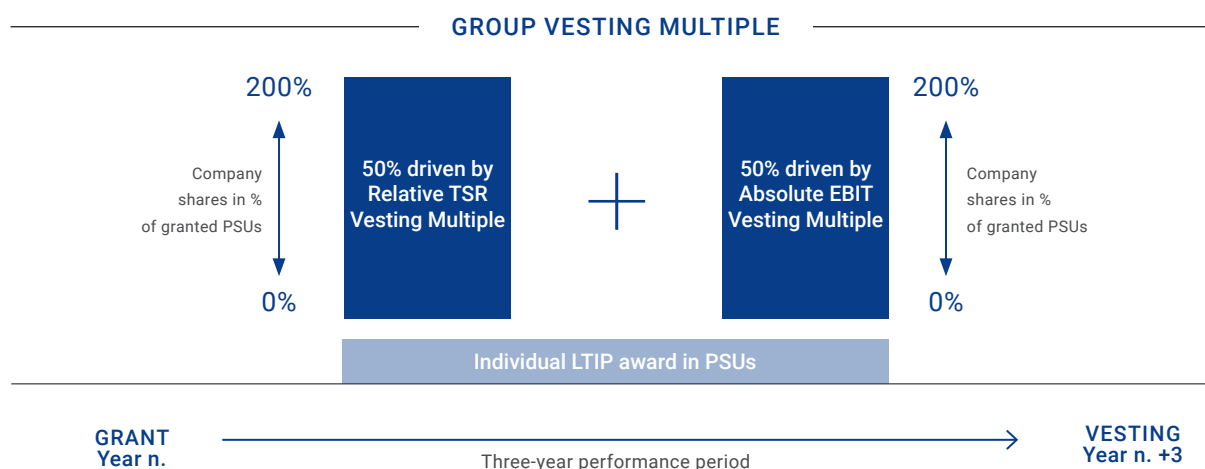 GROUP VESTING MULTIPLE
200%
Company
shares in %
of granted PSUs
0%
50% driven by
Relative TSR
Vesting Multiple
50% driven by
Absolute EBIT
Vesting Multiple
200%
Company
shares in %
of granted PSUs
0%
Individual LTIP award in PSUs
GRANT
Year n.
Three-year performance period
VESTING
Year n. +3